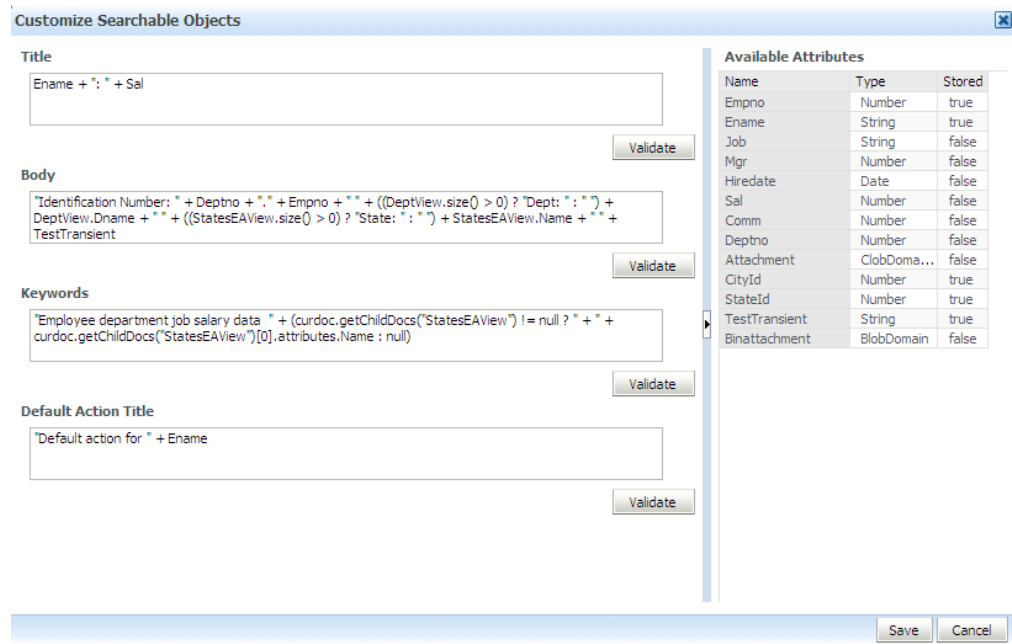 Customize Searchable Objects
Title
Ename + ": " + Sal
Validate
Body
"Identification Number: " + Deptno + "." + Empno + " " + ((DeptView.size() > 0) ? "Dept: " : " ") +
DeptView.Dname + " " + ((StatesEAView.size() > 0) ? "State: " : " ") + StatesEAView.Name + " " +
TestTransient
Validate
Keywords
"Employee department job salary data  " + (curdoc.getChildDocs("StatesEAView") != null ? " + " +
curdoc.getChildDocs("StatesEAView")[0].attributes.Name : null)
Validate
Default Action Title
"Default action for " + Ename
Validate
Available Attributes
Name Type Stored
Empno Number true
Ename String true
Job String false
Mgr Number false
Hiredate Date false
Sal Number false
Comm Number false
Deptno Number false
Attachment ClobDoma... false
CityId Number true
StateId Number true
TestTransient String true
Binattachment BlobDomain false
Save Cancel